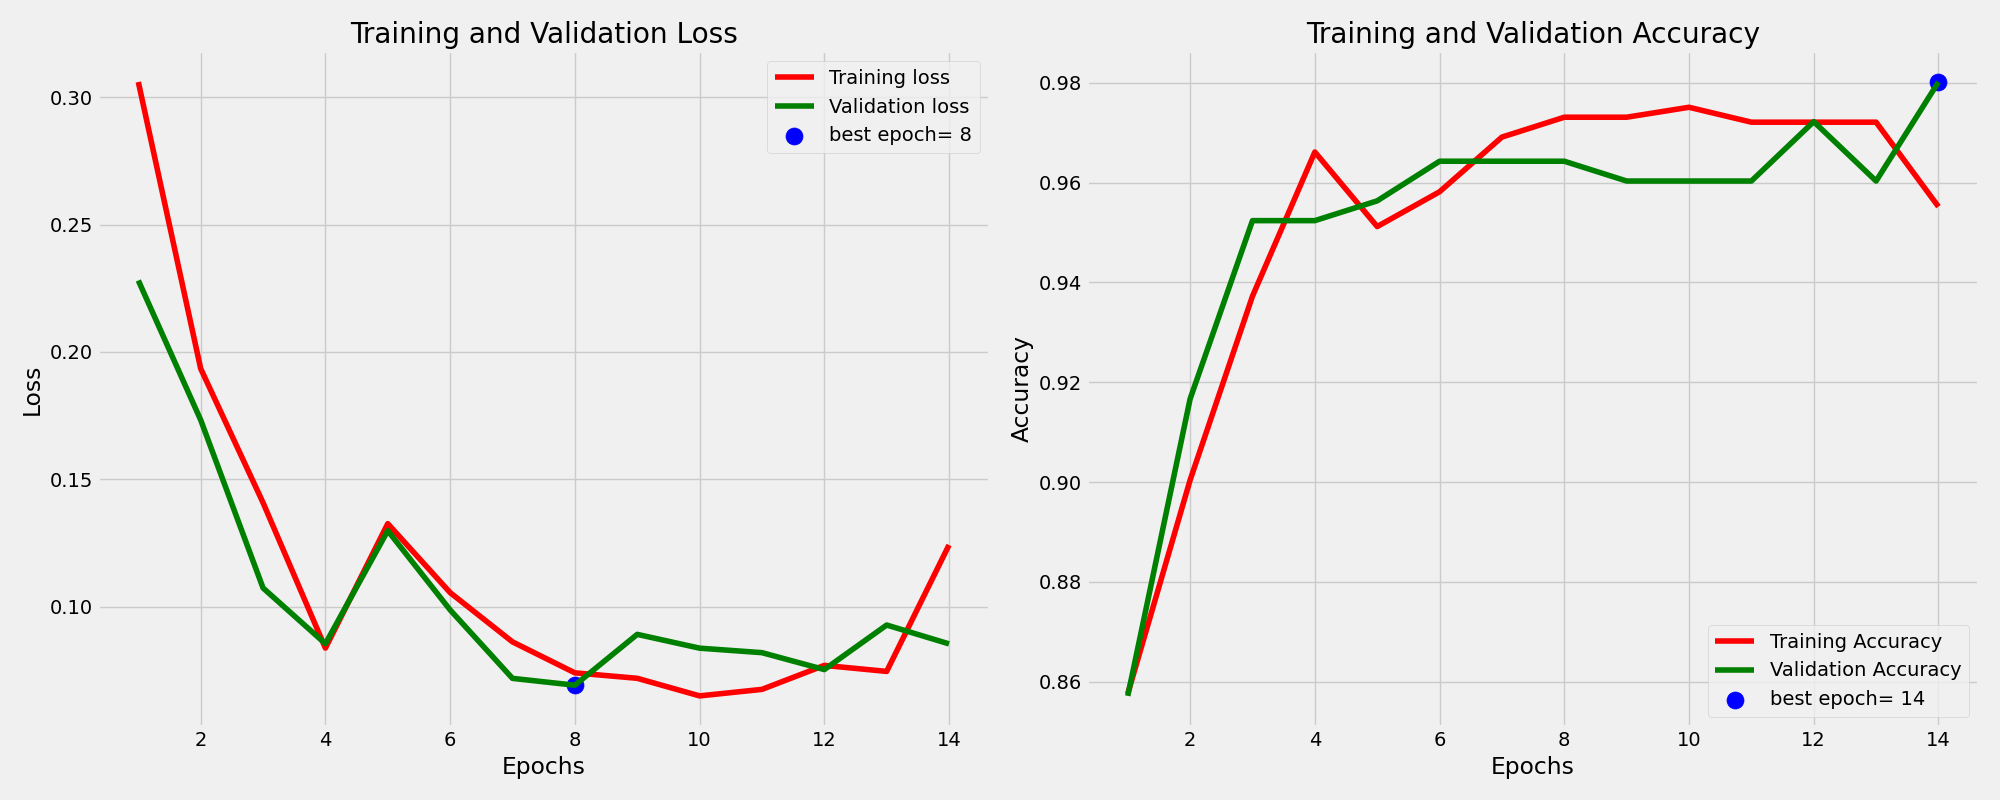 Training and Validation Loss
Training loss
Validation loss
best epoch= 8
0.30
0.25
0.20
0.15
0.10
Loss
2 4 6 8 10 12 14
Epochs
Training and Validation Accuracy
0.98
0.96
0.94
0.92
0.90
0.88
0.86
Accuracy
Training Accuracy
Validation Accuracy
best epoch= 14
2 4 6 8 10 12 14
Epochs